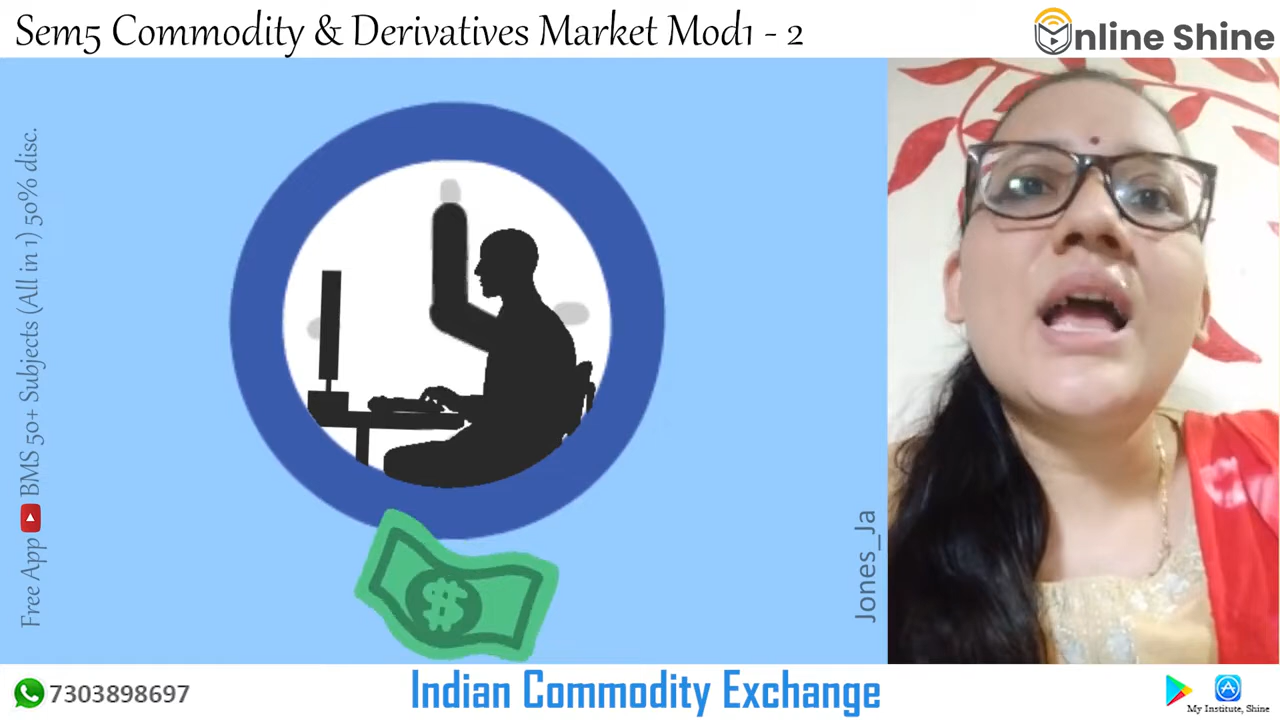 Sem5 Commodity & Derivatives Market Mod1 - 2
Online Shine
Free App BMS 50+ Subjects (All in 1) 50% disc.
$
Jones_Ja
7303898697
Indian Commodity Exchange
My Institute, Shine